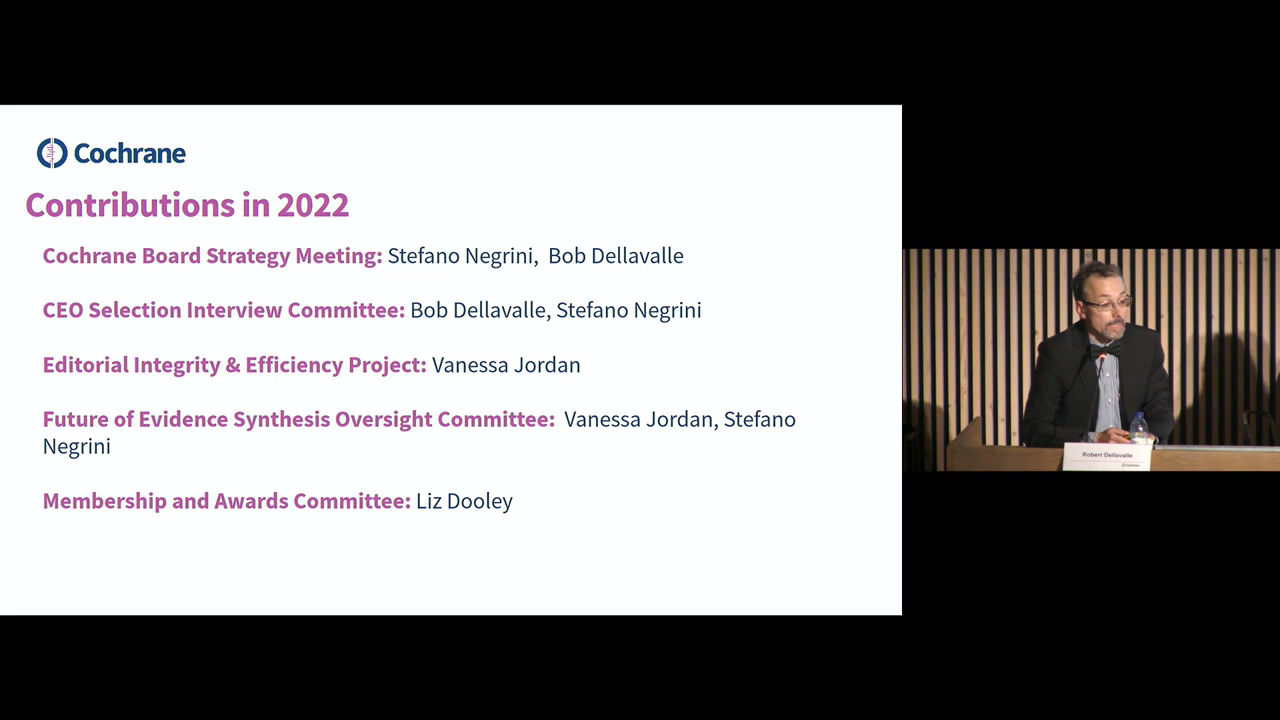 Cochrane
Contributions in 2022
Cochrane Board Strategy Meeting: Stefano Negrini, Bob Dellavalle
CEO Selection Interview Committee: Bob Dellavalle, Stefano Negrini
Editorial Integrity & Efficiency Project: Vanessa Jordan
Future of Evidence Synthesis Oversight Committee: Vanessa Jordan, Stefano
Negrini
Membership and Awards Committee: Liz Dooley
Robert Dellavalle
Cochrane